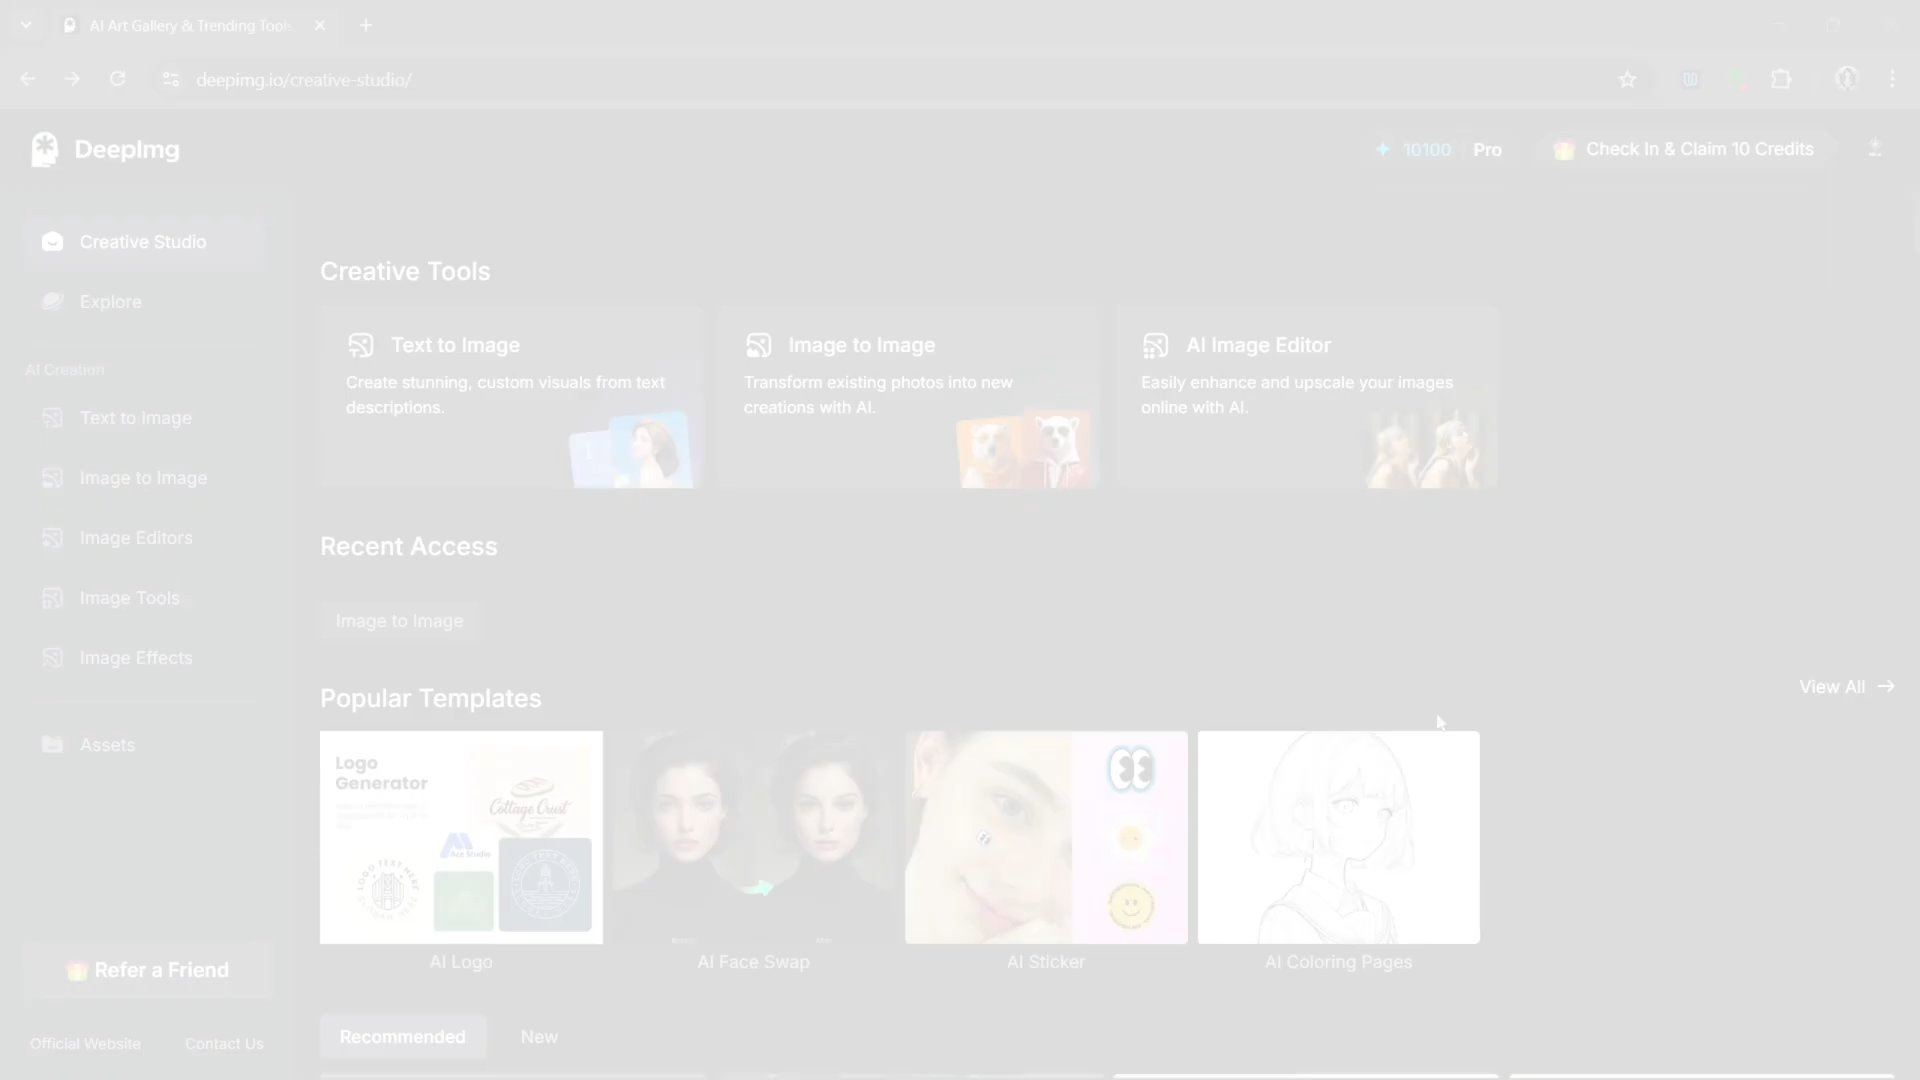 AI Art Gallery & Trending Tools
deepimg.io/creative-studio/
DeepImg
10100 Pro
Check In & Claim 10 Credits
Creative Studio
Explore
AI Creation
Text to Image
Image to Image
Image Editors
Image Tools
Image Effects
Assets
Refer a Friend
Official Website
Contact Us
Creative Tools
Text to Image
Create stunning, custom visuals from text
descriptions.
Image to Image
Transform existing photos into new
creations with AI.
AI Image Editor
Easily enhance and upscale your images
online with AI.
Recent Access
Image to Image
Popular Templates
View All
Logo
Generator
Cottage Crust
Art Studio
LOGO TEXT HERE
AI Logo
AI Face Swap
AI Sticker
AI Coloring Pages
Recommended
New